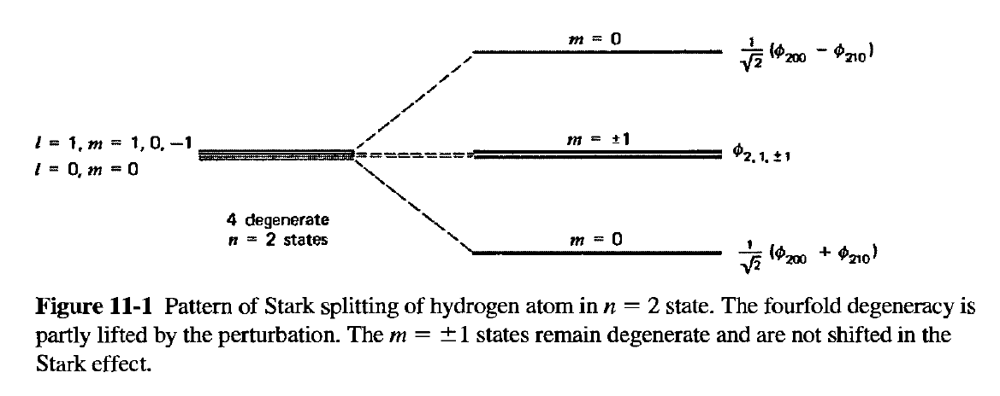 m = 0
1/√2 (ϕ200 − ϕ210)
l = 1, m = 1, 0, −1
l = 0, m = 0
m = ±1
ϕ2, 1, ±1
4 degenerate
n = 2 states
m = 0
1/√2 (ϕ200 + ϕ210)
Figure 11-1 Pattern of Stark splitting of hydrogen atom in n = 2 state. The fourfold degeneracy is
partly lifted by the perturbation. The m = ±1 states remain degenerate and are not shifted in the
Stark effect.